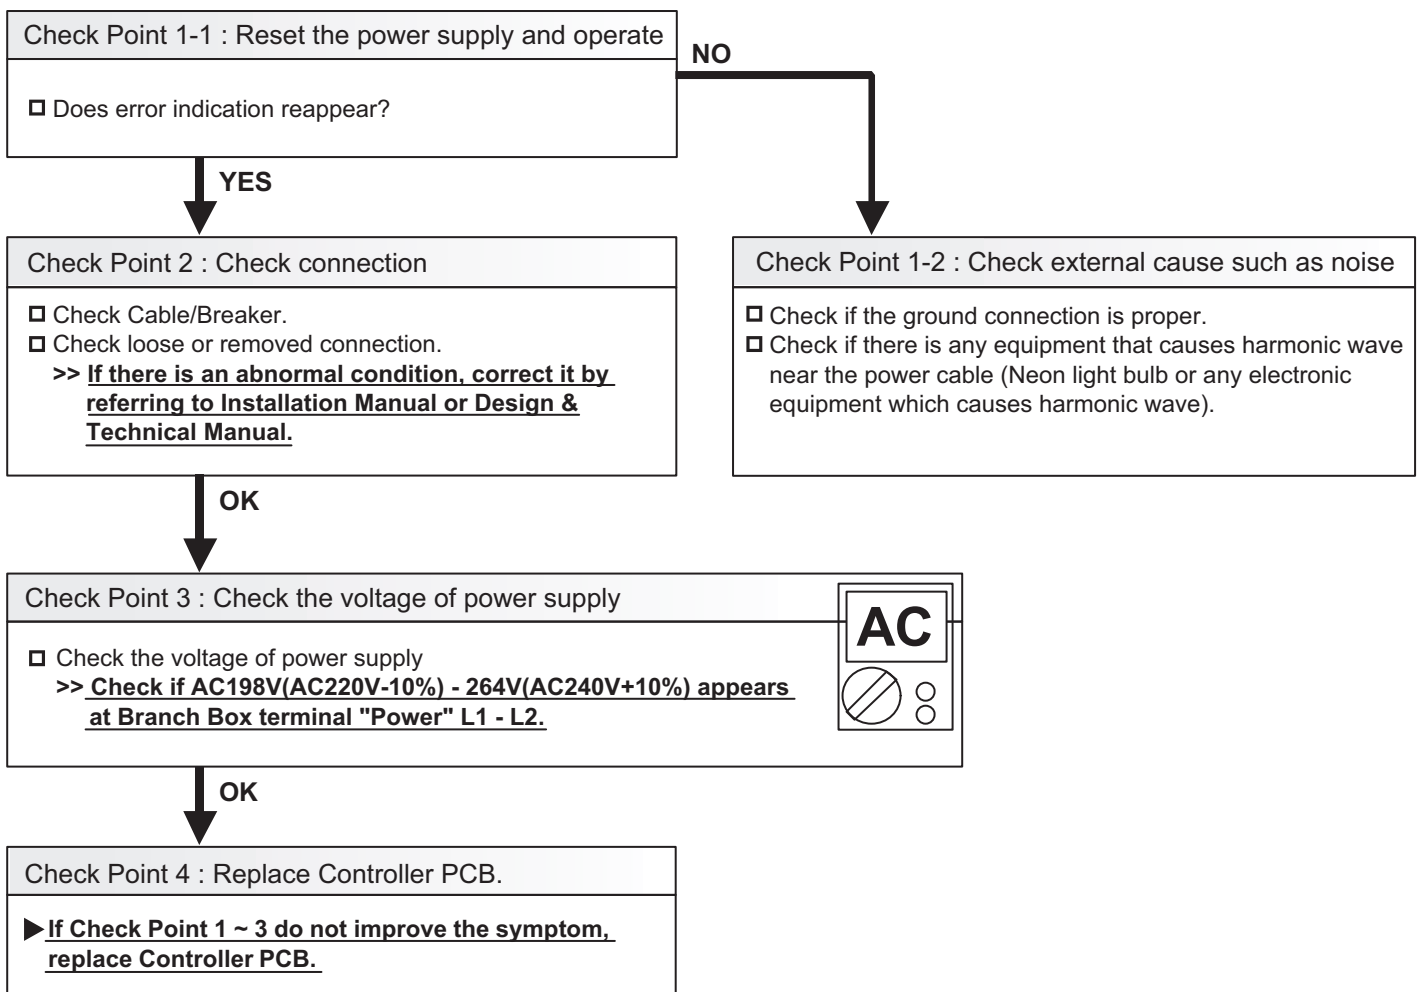 Check Point 1-1 : Reset the power supply and operate
NO
Does error indication reappear?
YES
Check Point 2 : Check connection
Check Cable/Breaker.
Check loose or removed connection.
>> If there is an abnormal condition, correct it by
referring to Installation Manual or Design &
Technical Manual.
Check Point 1-2 : Check external cause such as noise
Check if the ground connection is proper.
Check if there is any equipment that causes harmonic wave
near the power cable (Neon light bulb or any electronic
equipment which causes harmonic wave).
OK
Check Point 3 : Check the voltage of power supply
AC
Check the voltage of power supply
>> Check if AC198V(AC220V-10%) - 264V(AC240V+10%) appears
at Branch Box terminal "Power" L1 - L2.
OK
Check Point 4 : Replace Controller PCB.
If Check Point 1 ~ 3 do not improve the symptom,
replace Controller PCB.